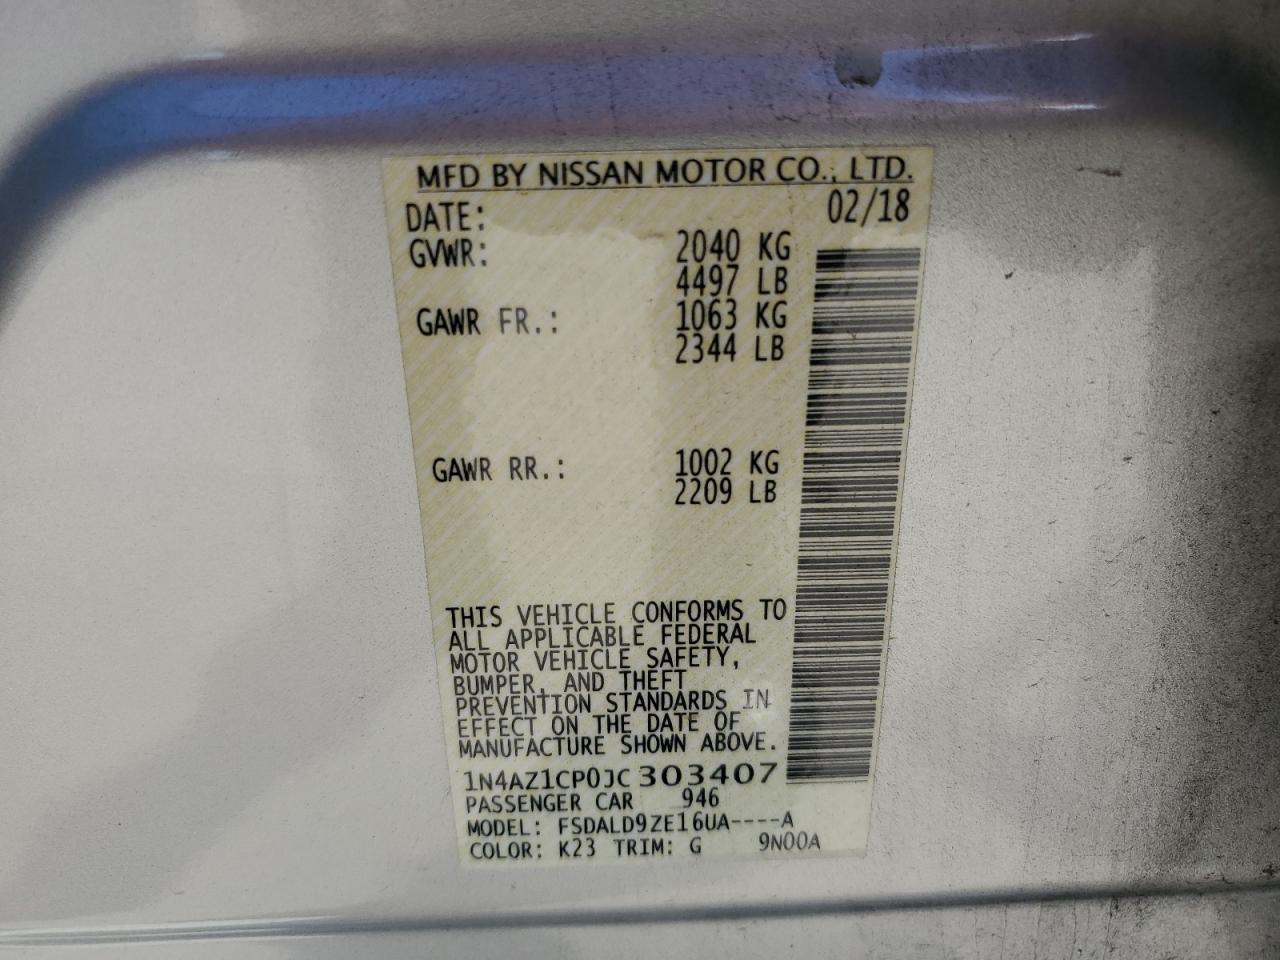 MFD BY NISSAN MOTOR CO., LTD.
DATE: 02/18
GVWR: 2040 KG
4497 LB
GAWR FR.: 1063 KG
2344 LB
GAWR RR.: 1002 KG
2209 LB
THIS VEHICLE CONFORMS TO
ALL APPLICABLE FEDERAL
MOTOR VEHICLE SAFETY,
BUMPER, AND THEFT
PREVENTION STANDARDS IN
EFFECT ON THE DATE OF
MANUFACTURE SHOWN ABOVE.
1N4AZ1CP0JC303407
PASSENGER CAR 946
MODEL: FSDALD9ZE16UA----A
COLOR: K23 TRIM: G 9N00A